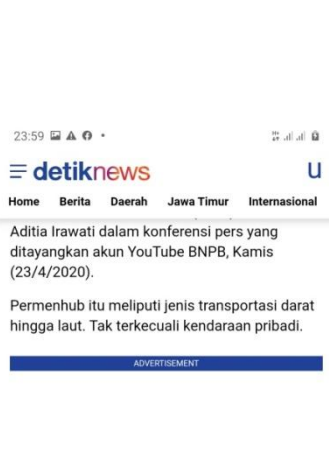 23:59
detiknews
Home Berita Daerah Jawa Timur Internasional
Aditia Irawati dalam konferensi pers yang
ditayangkan akun YouTube BNPB, Kamis
(23/4/2020).
Permenhub itu meliputi jenis transportasi darat
hingga laut. Tak terkecuali kendaraan pribadi.
ADVERTISEMENT